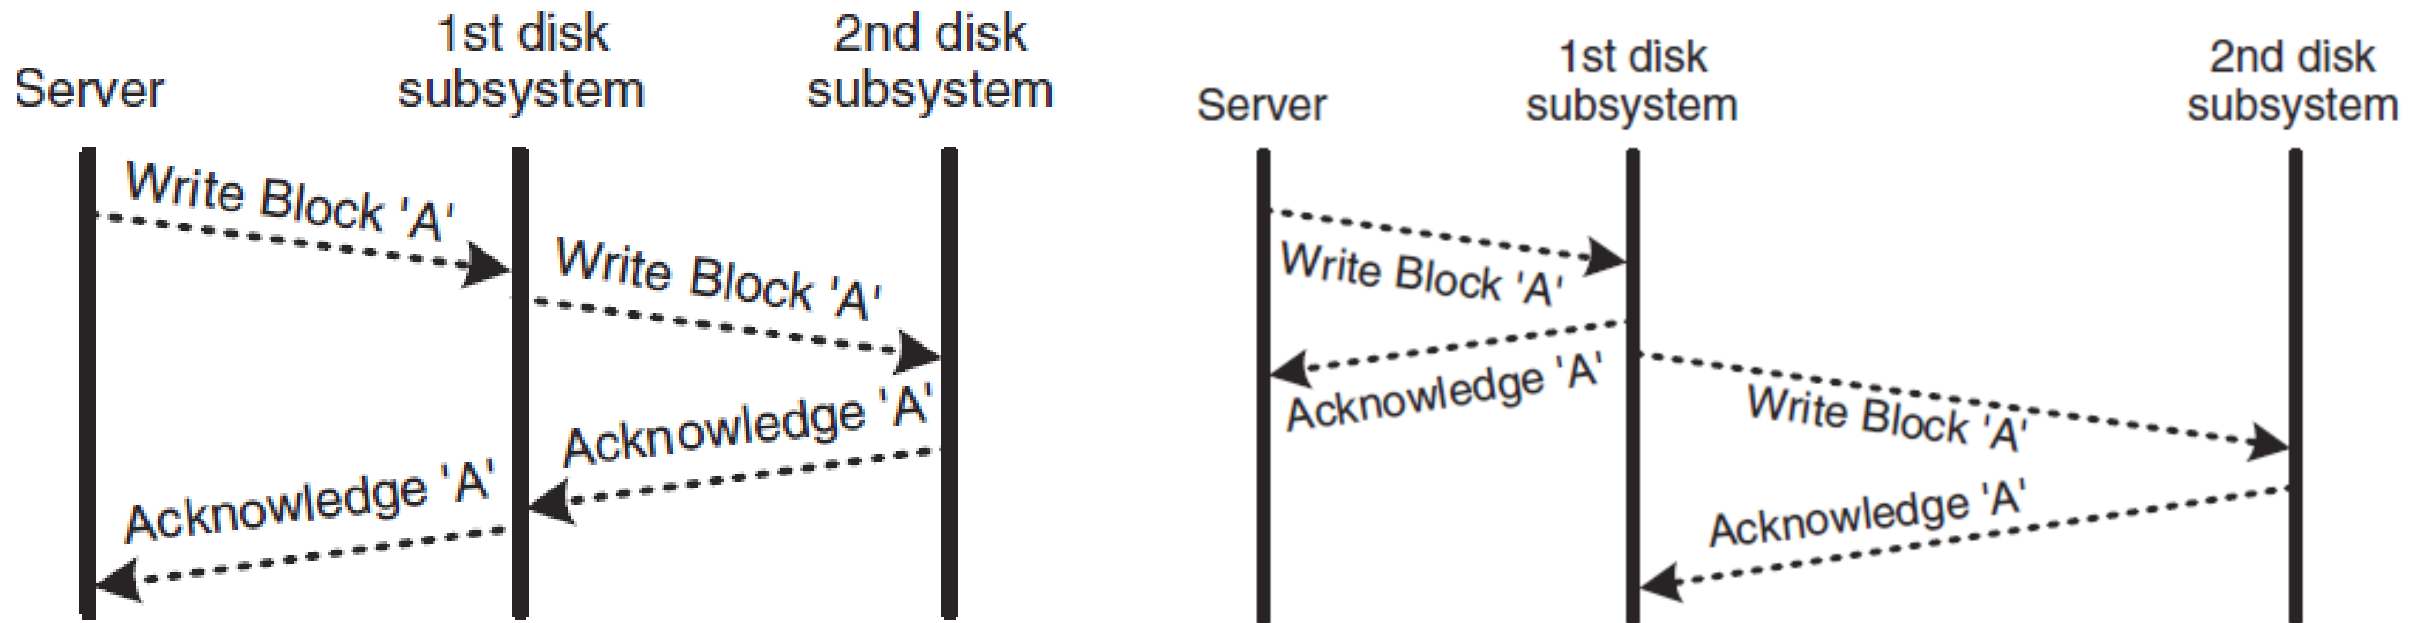 Server
1st disk
subsystem
2nd disk
subsystem
Write Block 'A'
Write Block 'A'
Acknowledge 'A'
Acknowledge 'A'
Server
1st disk
subsystem
2nd disk
subsystem
Write Block 'A'
Acknowledge 'A'
Write Block 'A'
Acknowledge 'A'